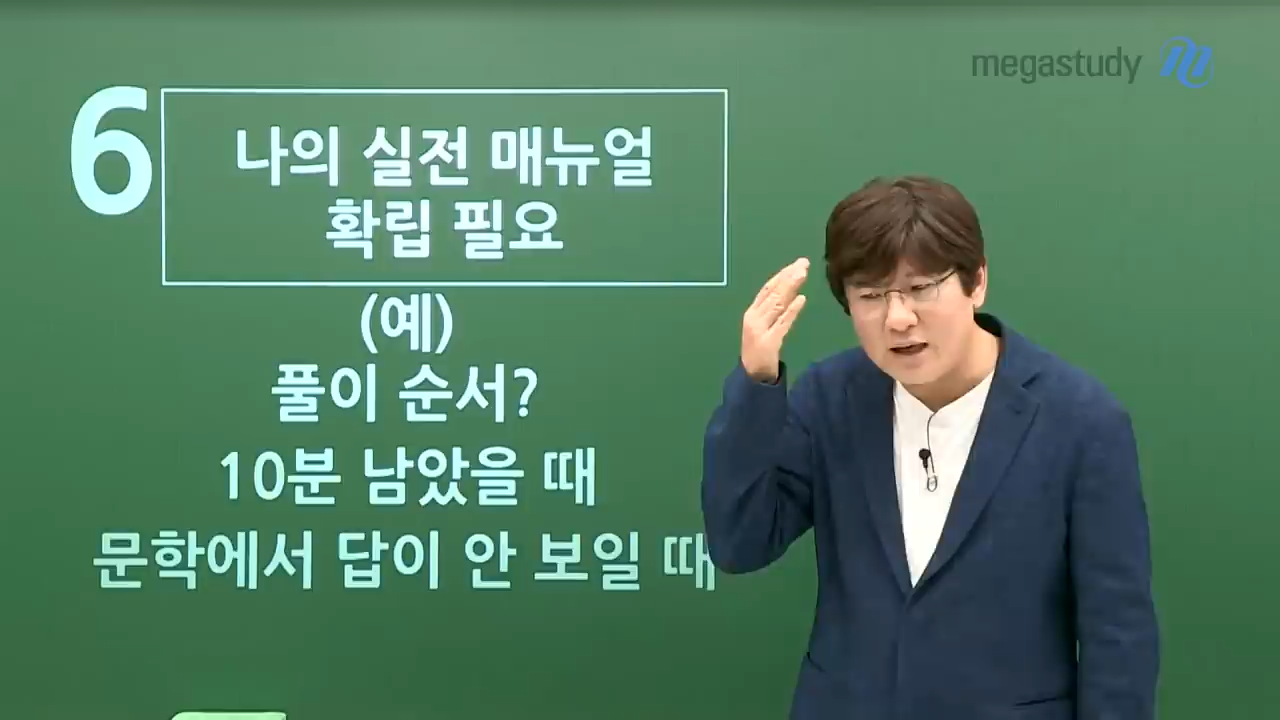 megastudy
6
나의 실전 매뉴얼
확립 필요
(예)
풀이 순서?
10분 남았을 때
문학에서 답이 안 보일 때